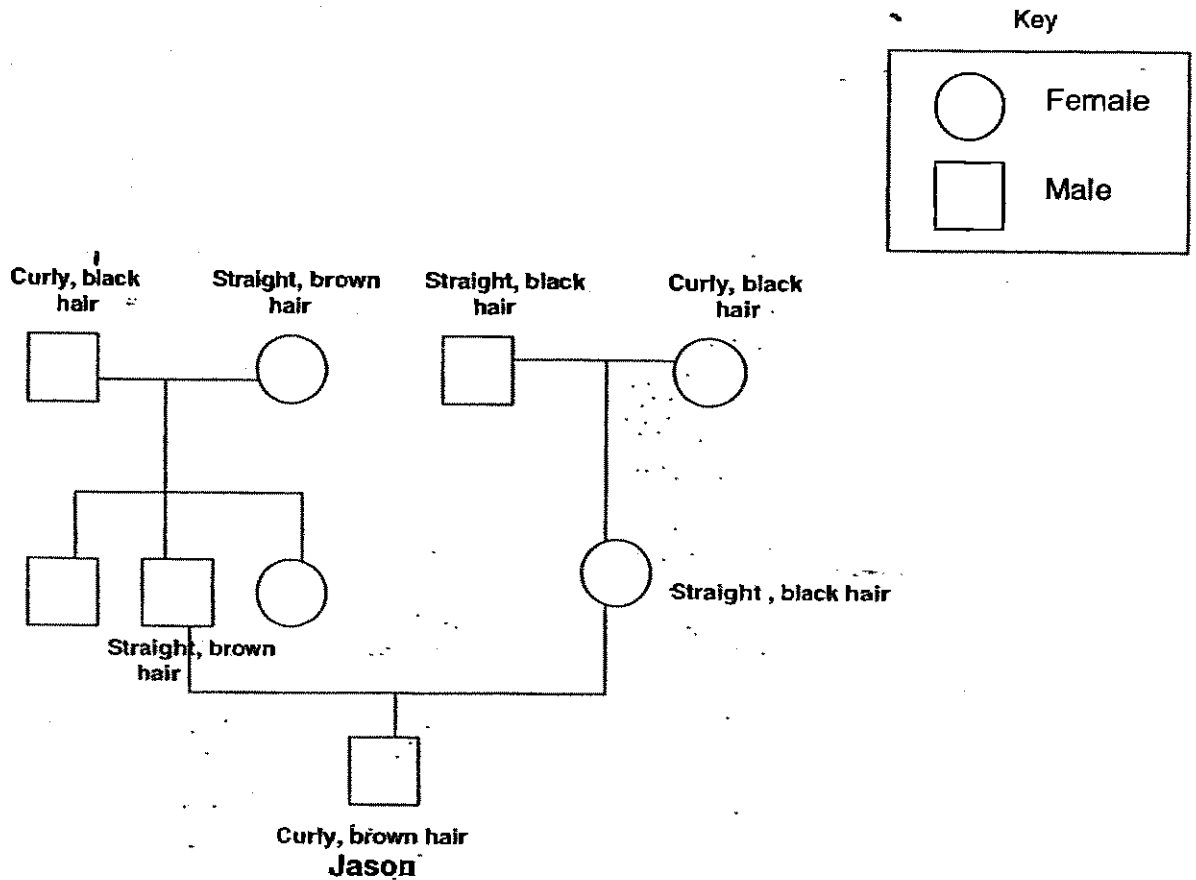 Key
Female
Male
Curly, black
hair
Straight, brown
hair
Straight, black
hair
Curly, black
hair
Straight, brown
hair
Straight , black hair
Curly, brown hair
Jason